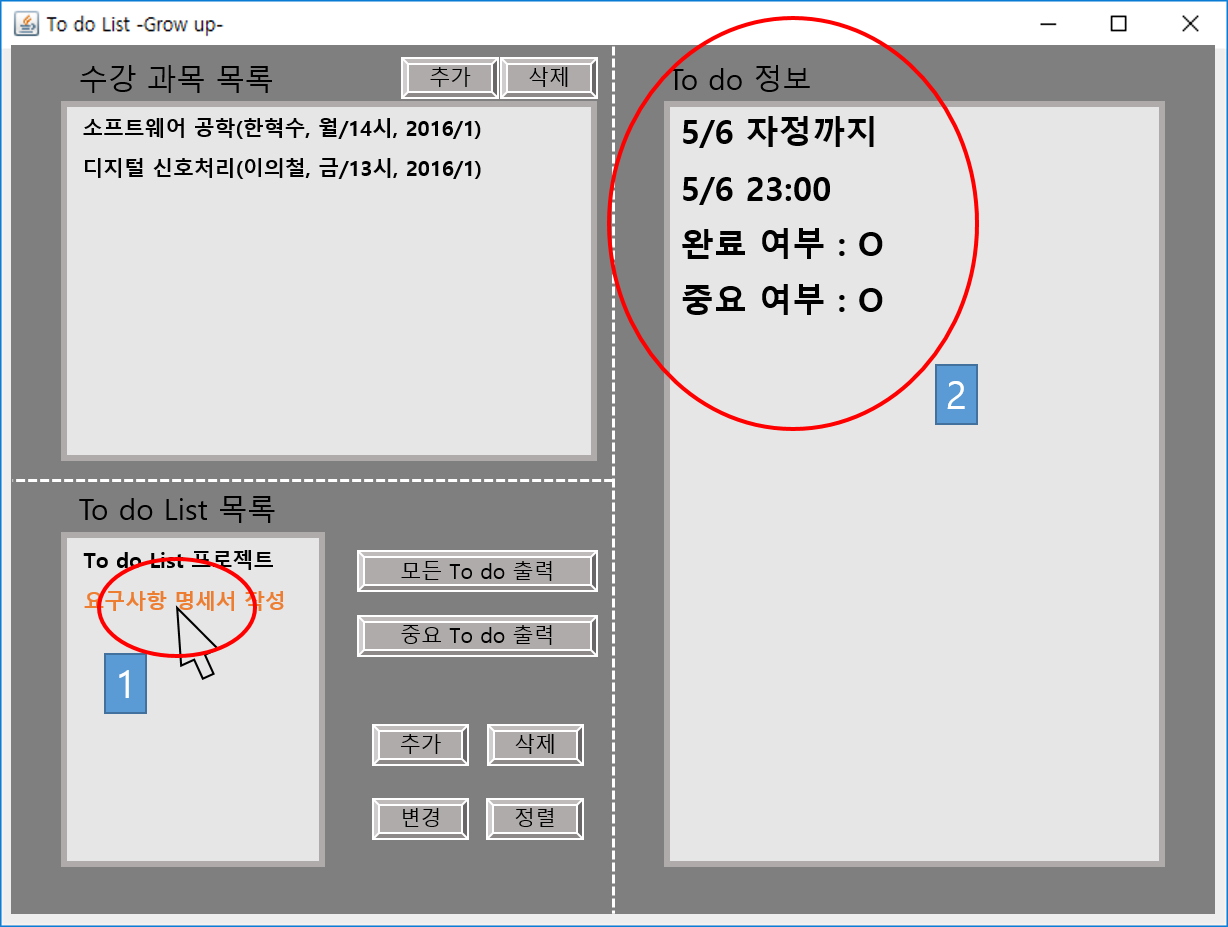 To do List -Grow up-
수강 과목 목록
추가
삭제
소프트웨어 공학(한혁수, 월/14시, 2016/1)
디지털 신호처리(이의철, 금/13시, 2016/1)
To do List 목록
To do List 프로젝트
요구사항 명세서 작성
1
모든 To do 출력
중요 To do 출력
추가
삭제
변경
정렬
To do 정보
5/6 자정까지
5/6 23:00
완료 여부 : O
중요 여부 : O
2